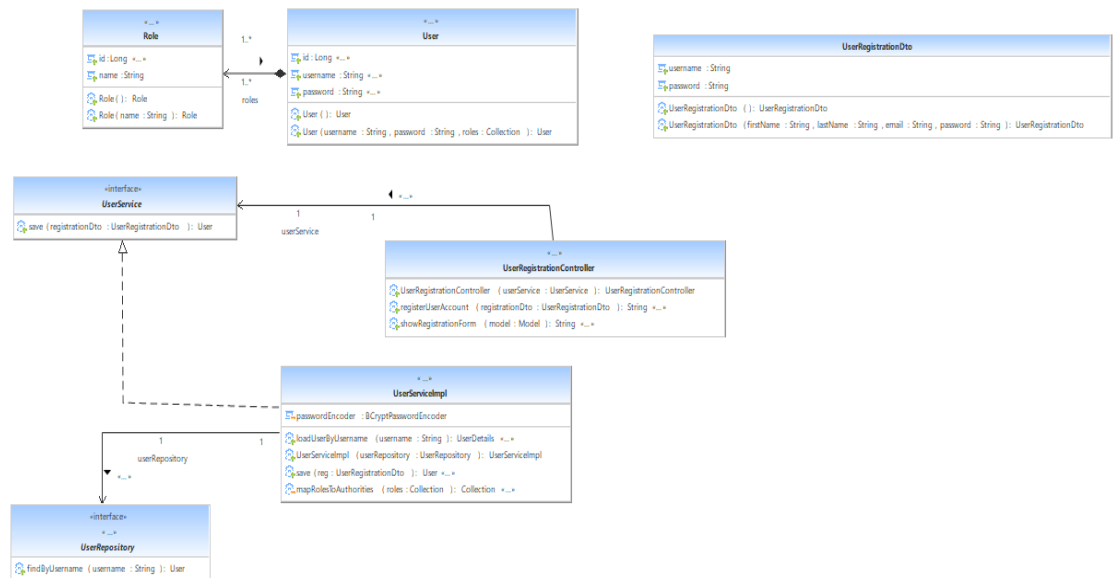 «...»
Role
id : Long «...»
name : String
Role ( ) : Role
Role ( name : String ) : Role
1..*
1..*
roles
«...»
User
id : Long «...»
username : String «...»
password : String «...»
User ( ) : User
User ( username : String , password : String , roles : Collection ) : User
UserRegistrationDto
username : String
password : String
UserRegistrationDto ( ) : UserRegistrationDto
UserRegistrationDto ( firstName : String , lastName : String , email : String , password : String ) : UserRegistrationDto
«interface»
UserService
save ( registrationDto : UserRegistrationDto ) : User
«...»
1
1
userService
«...»
UserRegistrationController
UserRegistrationController ( userService : UserService ) : UserRegistrationController
registerUserAccount ( registrationDto : UserRegistrationDto ) : String «...»
showRegistrationForm ( model : Model ) : String «...»
«...»
UserServiceImpl
passwordEncoder : BCryptPasswordEncoder
loadUserByUsername ( username : String ) : UserDetails «...»
UserServiceImpl ( userRepository : UserRepository ) : UserServiceImpl
save ( reg : UserRegistrationDto ) : User «...»
mapRolesToAuthorities ( roles : Collection ) : Collection «...»
1
1
userRepository
«...»
«interface»
«...»
UserRepository
findByUsername ( username : String ) : User